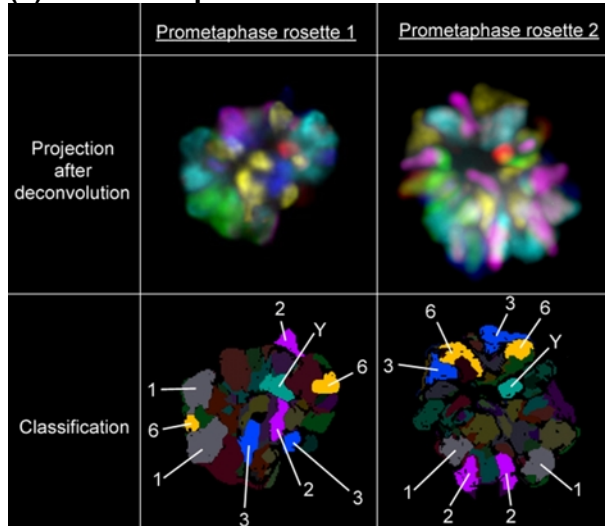 Prometaphase rosette 1
Prometaphase rosette 2
Projection
after
deconvolution
Classification
2
Y
1
6
6
1
3
2
3
6
3
6
Y
3
1
2
2
1